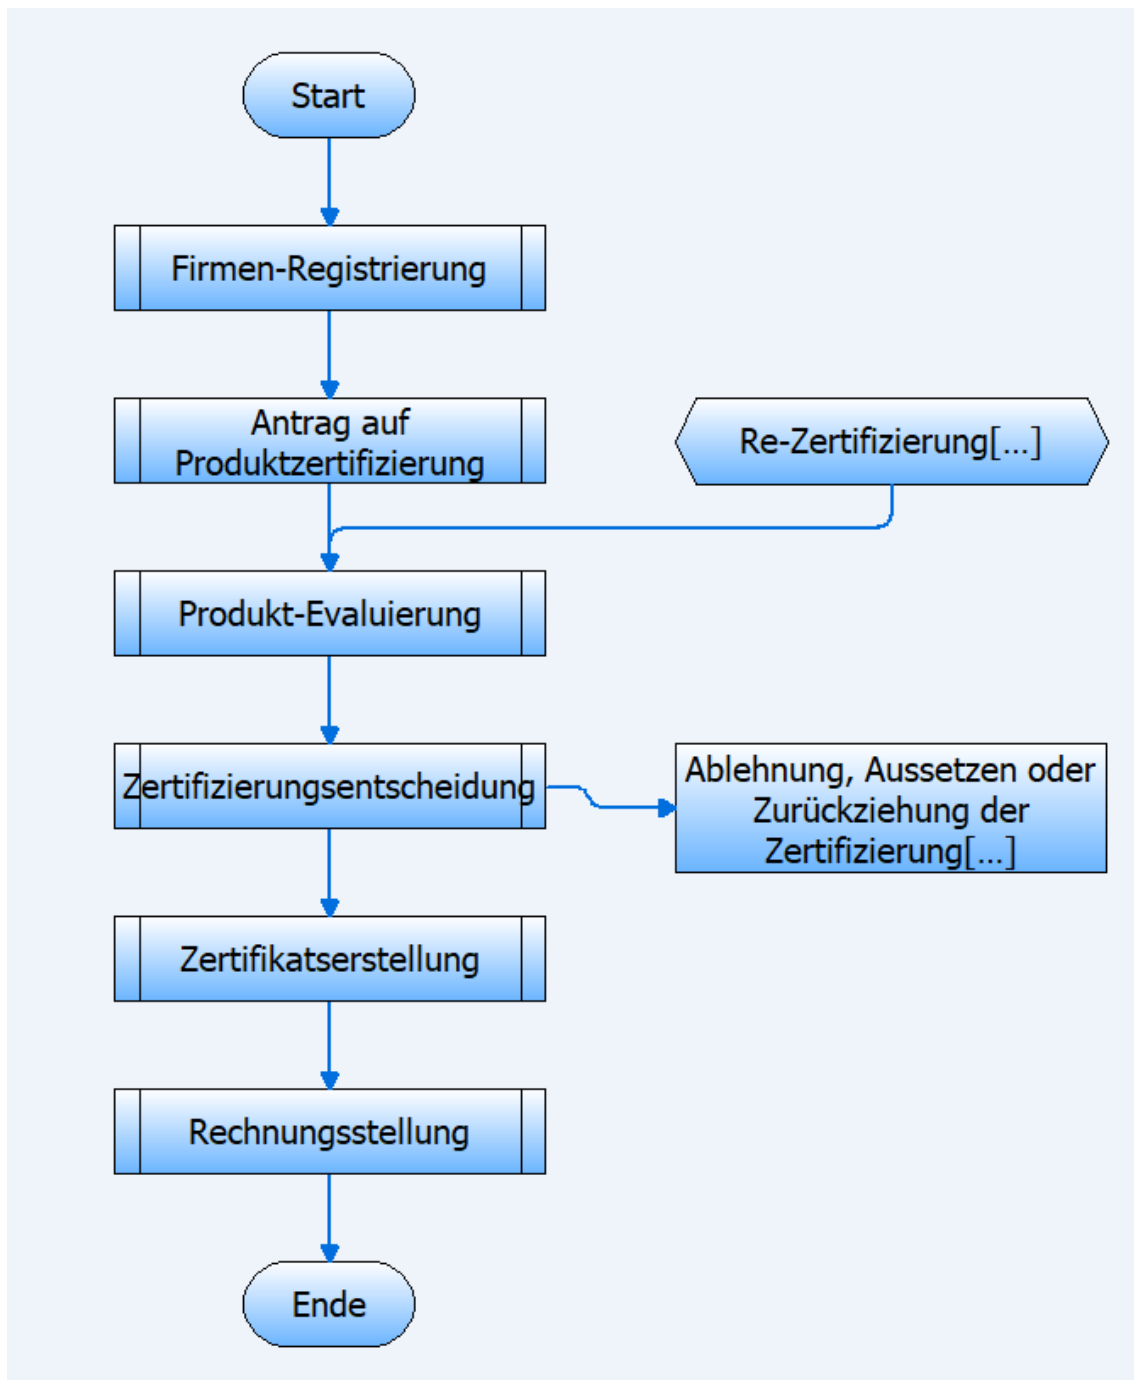 Start
Firmen-Registrierung
Antrag auf
Produktzertifizierung
Re-Zertifizierung[...]
Produkt-Evaluierung
Zertifizierungsentscheidung
Ablehnung, Aussetzen oder
Zurückziehung der
Zertifizierung[...]
Zertifikatserstellung
Rechnungsstellung
Ende